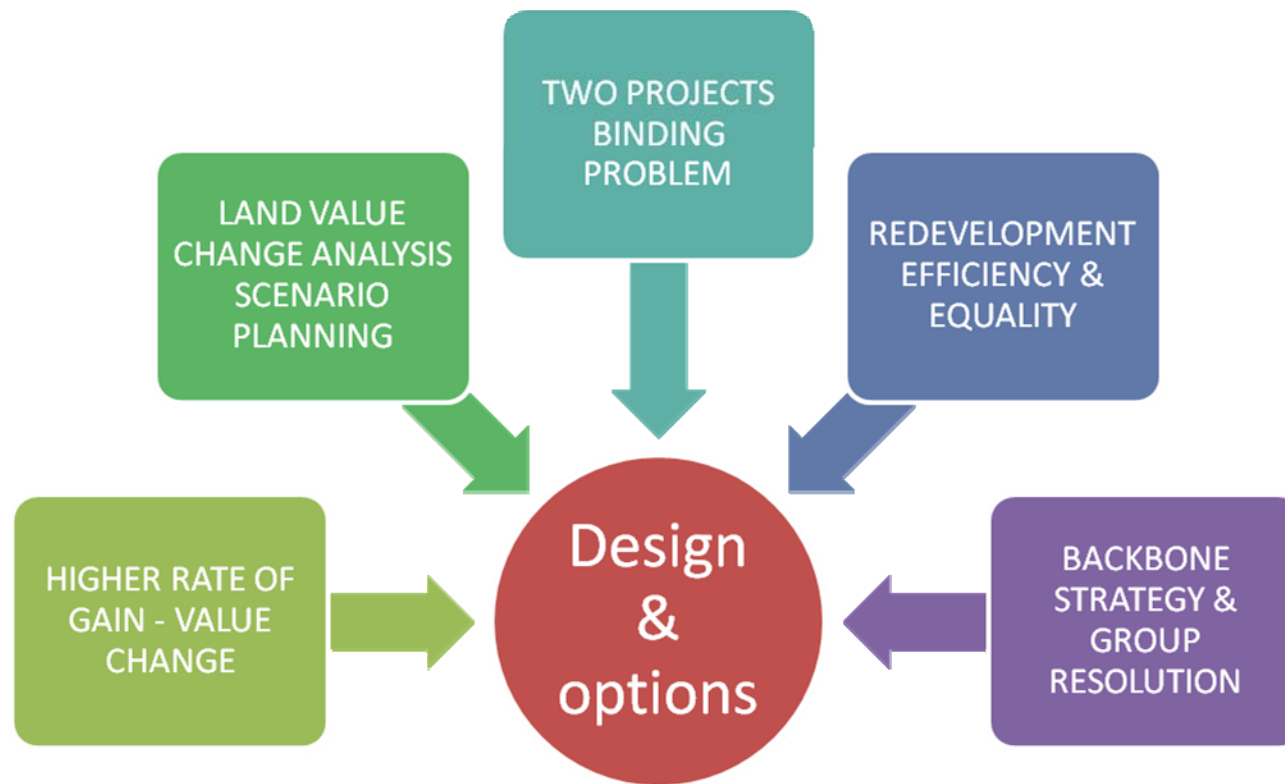 TWO PROJECTS
BINDING
PROBLEM
LAND VALUE
CHANGE ANALYSIS
SCENARIO
PLANNING
REDEVELOPMENT
EFFICIENCY &
EQUALITY
HIGHER RATE OF
GAIN - VALUE
CHANGE
Design
&
options
BACKBONE
STRATEGY &
GROUP
RESOLUTION